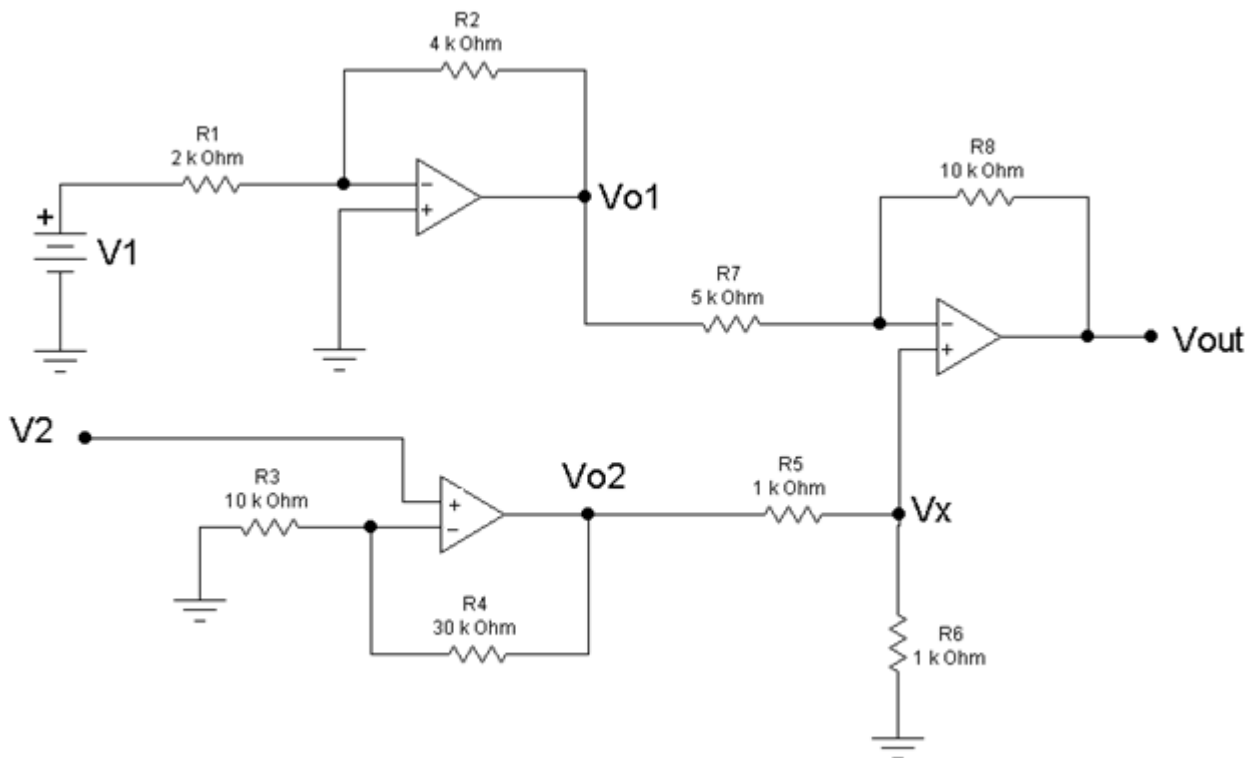 R2
4 k Ohm
R1
2 k Ohm
+
V1
−
+
Vo1
R8
10 k Ohm
R7
5 k Ohm
−
+
Vout
V2
R3
10 k Ohm
+
−
Vo2
R5
1 k Ohm
Vx
R4
30 k Ohm
R6
1 k Ohm